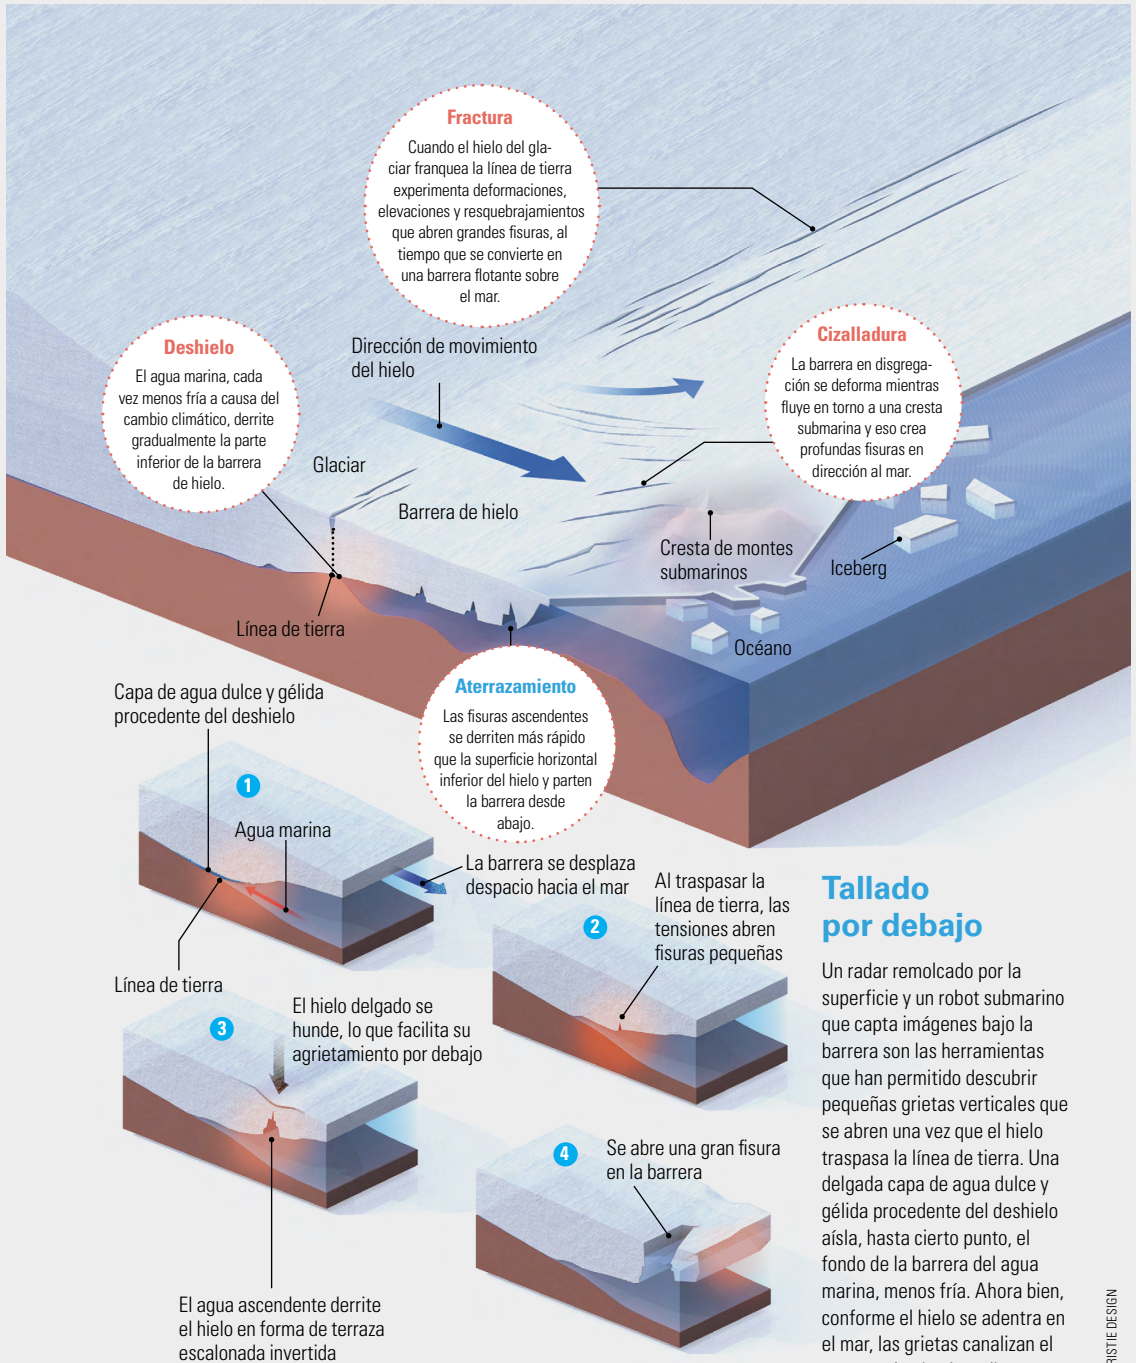 Fractura
Cuando el hielo del gla-
ciar franquea la línea de tierra
experimenta deformaciones,
elevaciones y resquebrajamientos
que abren grandes fisuras, al
tiempo que se convierte en
una barrera flotante sobre
el mar.
Deshielo
El agua marina, cada
vez menos fría a causa del
cambio climático, derrite
gradualmente la parte
inferior de la barrera
de hielo.
Dirección de movimiento
del hielo
Cizalladura
La barrera en disgrega-
ción se deforma mientras
fluye en torno a una cresta
submarina y eso crea
profundas fisuras en
dirección al mar.
Glaciar
Barrera de hielo
Cresta de montes
submarinos
Iceberg
Línea de tierra
Océano
Aterrazamiento
Las fisuras ascendentes
se derriten más rápido
que la superficie horizontal
inferior del hielo y parten
la barrera desde
abajo.
Capa de agua dulce y gélida
procedente del deshielo
1
Agua marina
La barrera se desplaza
despacio hacia el mar
Línea de tierra
2
Al traspasar la
línea de tierra, las
tensiones abren
fisuras pequeñas
3
El hielo delgado se
hunde, lo que facilita su
agrietamiento por debajo
El agua ascendente derrite
el hielo en forma de terraza
escalonada invertida
4
Se abre una gran fisura
en la barrera
Tallado
por debajo
Un radar remolcado por la
superficie y un robot submarino
que capta imágenes bajo la
barrera son las herramientas
que han permitido descubrir
pequeñas grietas verticales que
se abren una vez que el hielo
traspasa la línea de tierra. Una
delgada capa de agua dulce y
gélida procedente del deshielo
aísla, hasta cierto punto, el
fondo de la barrera del agua
marina, menos fría. Ahora bien,
conforme el hielo se adentra en
el mar, las grietas canalizan el
RISTIE DESIGN